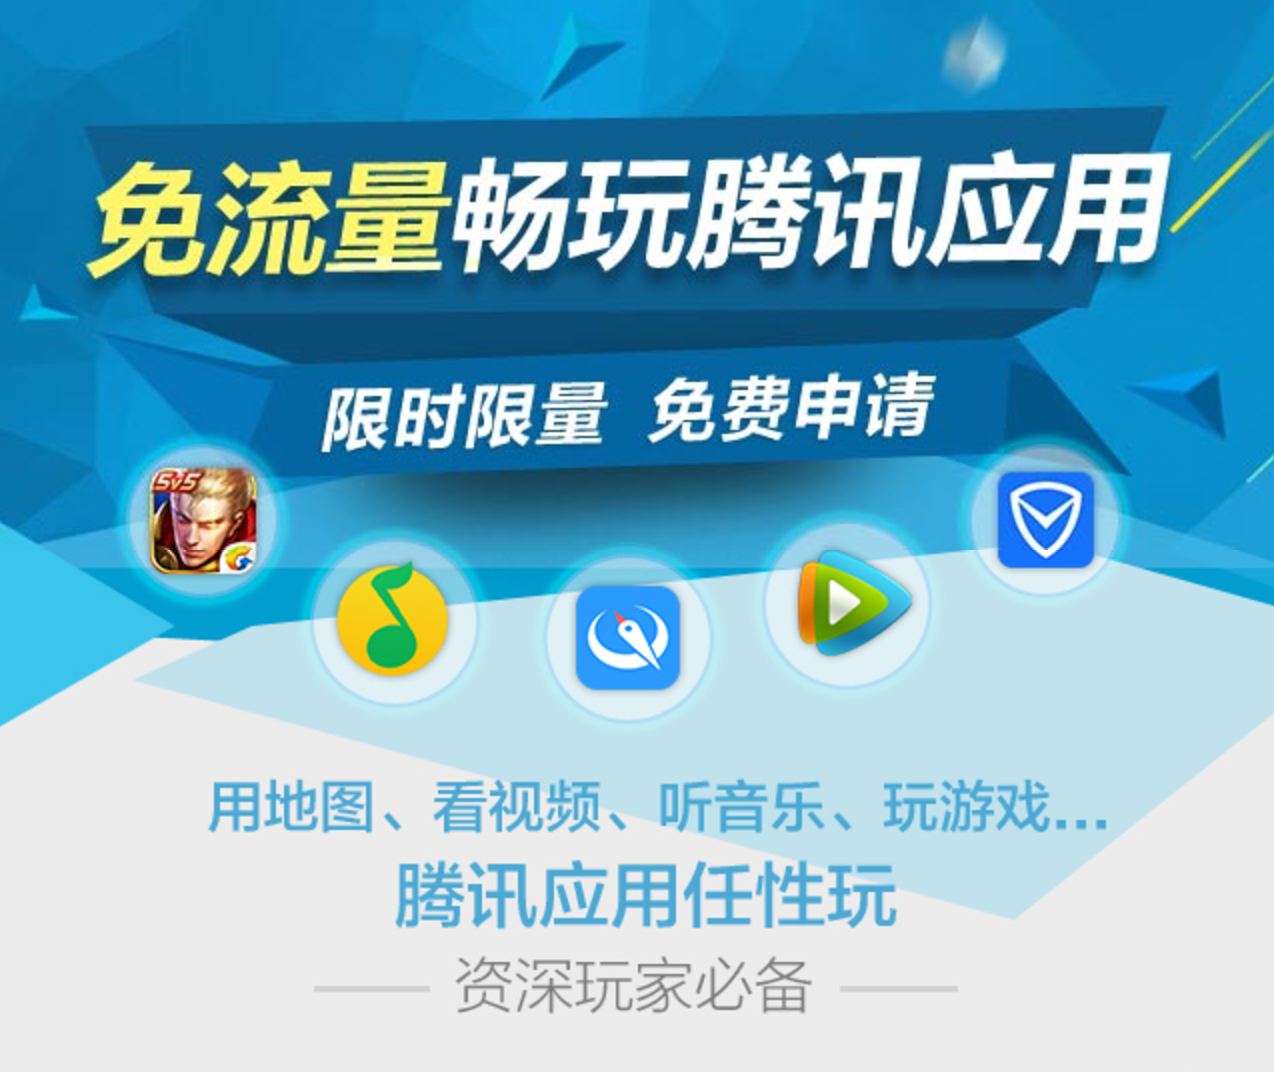 免流量畅玩腾讯应用
限时限量 免费申请
5v5
用地图、看视频、听音乐、玩游戏...
腾讯应用任性玩
资深玩家必备